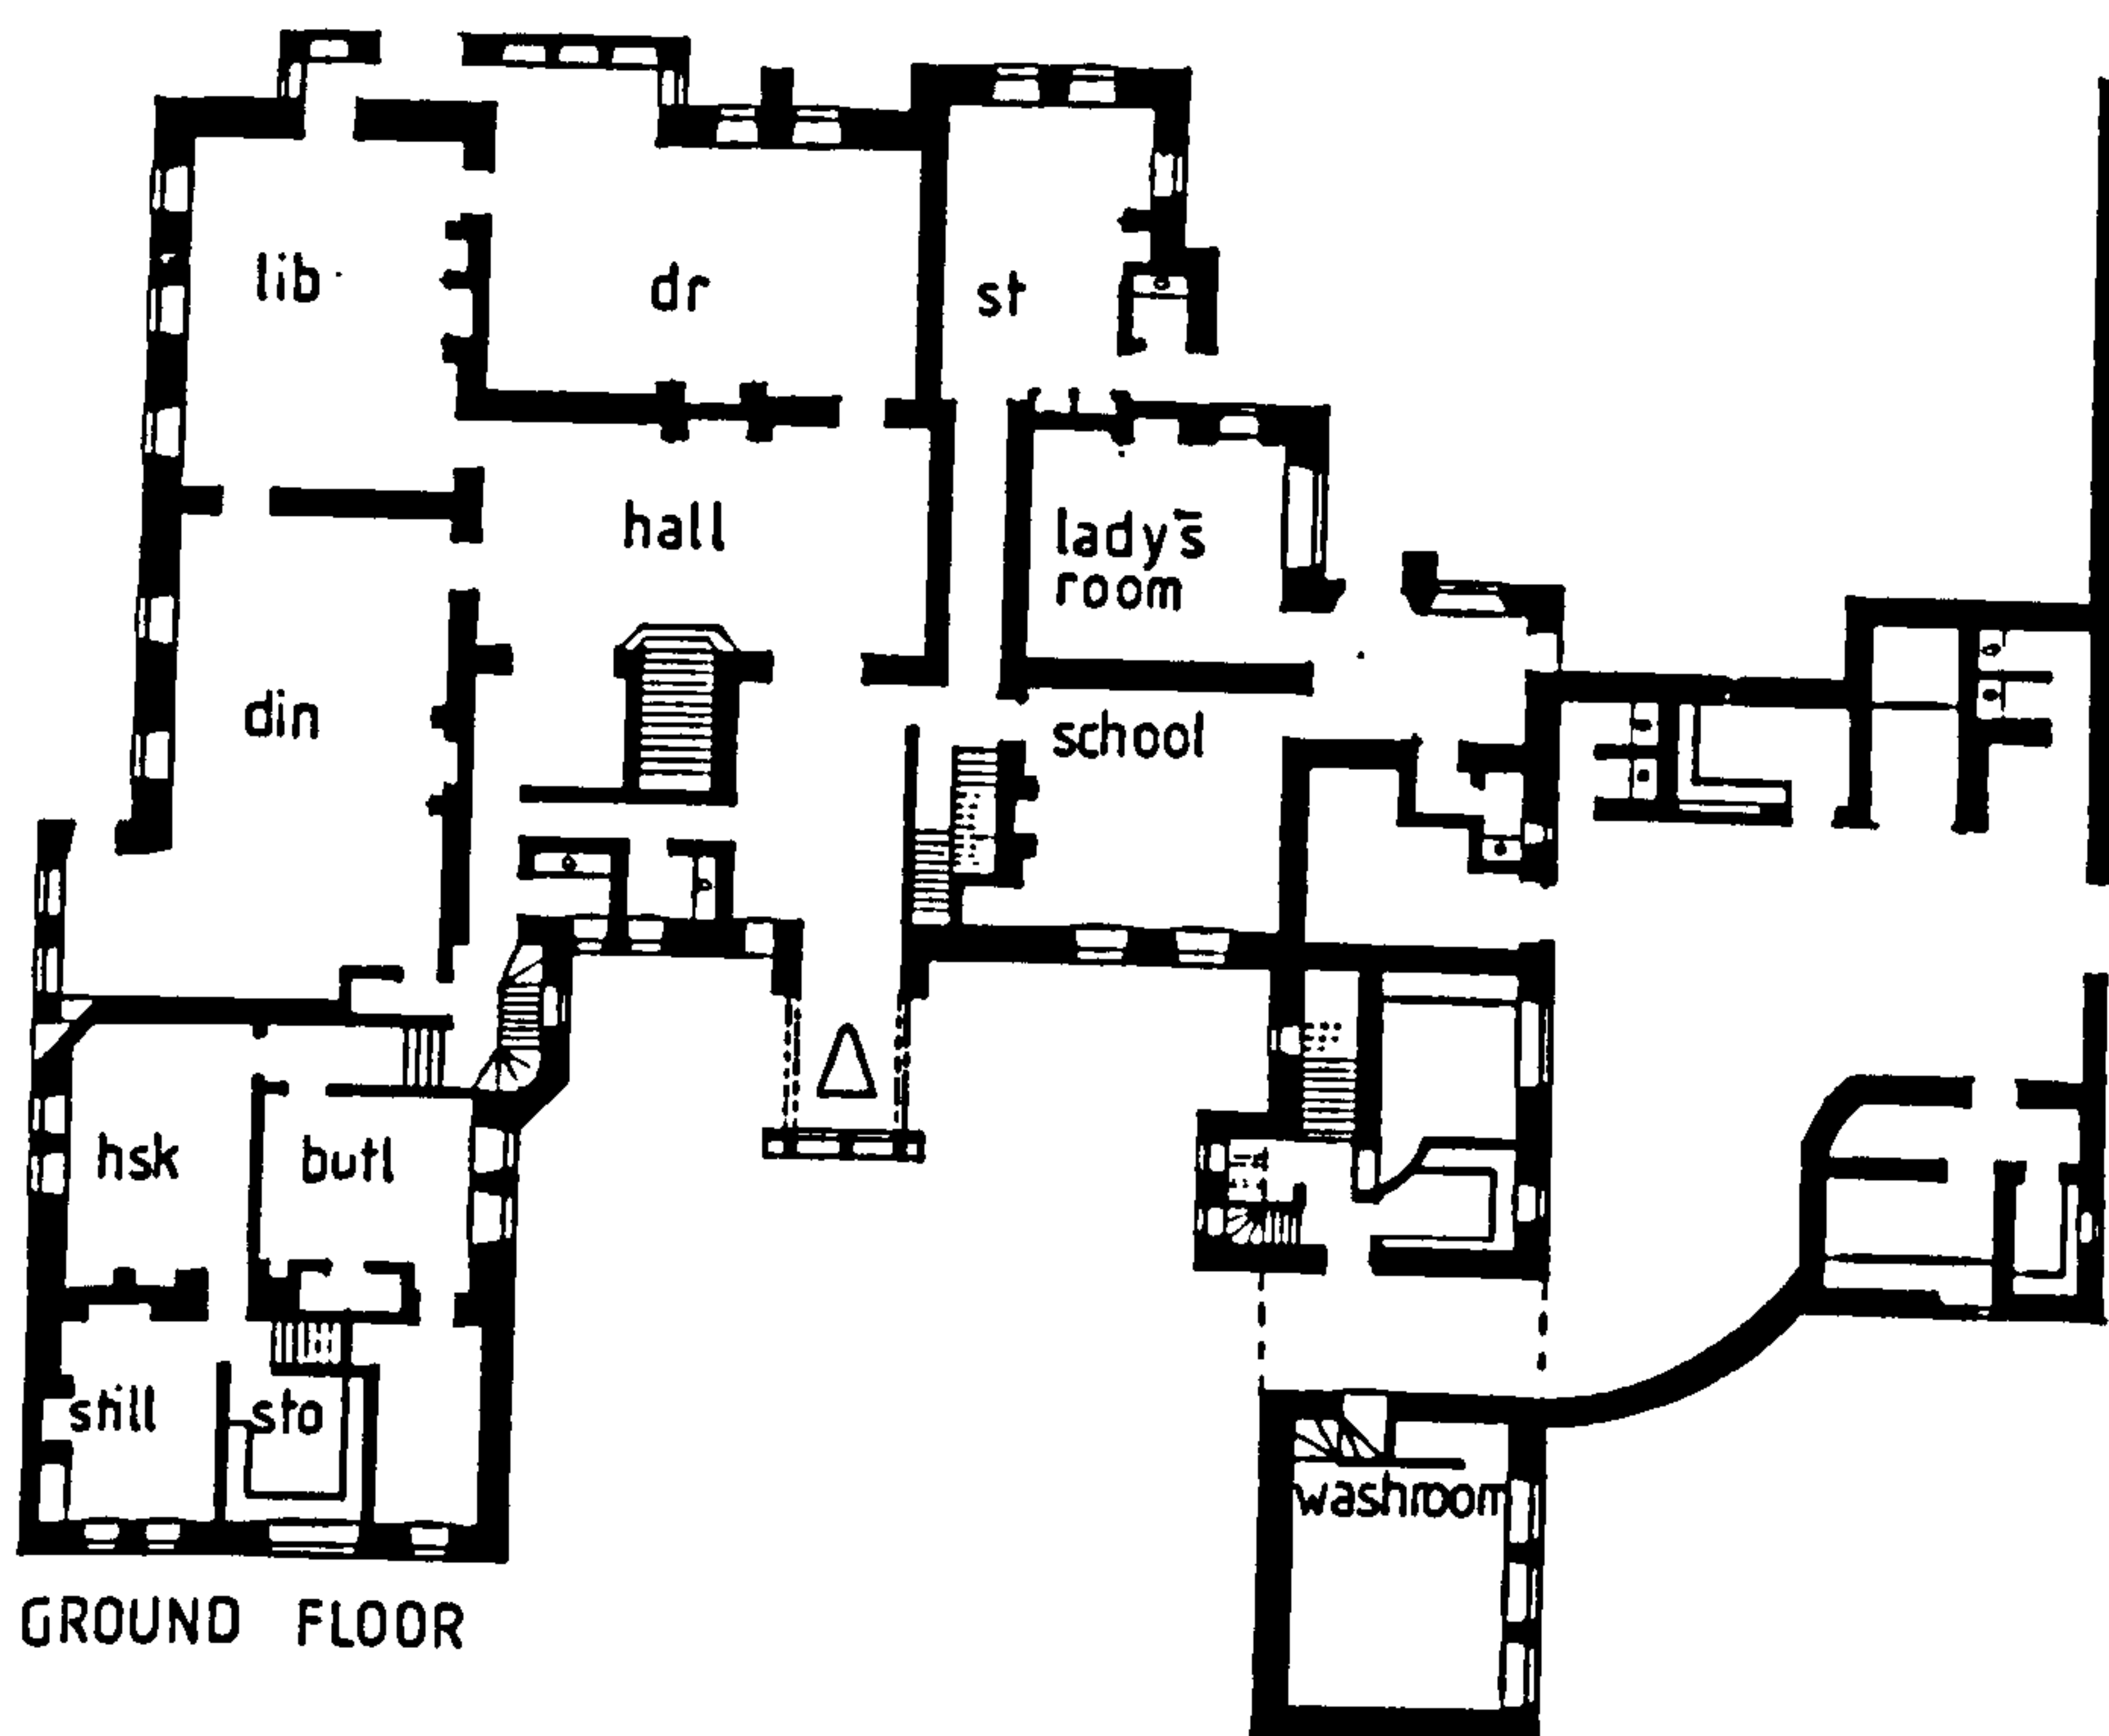 lib
dr
st
hall
lady's
room
din
school
hsk
butl
still
sto
washroom
GROUND FLOOR